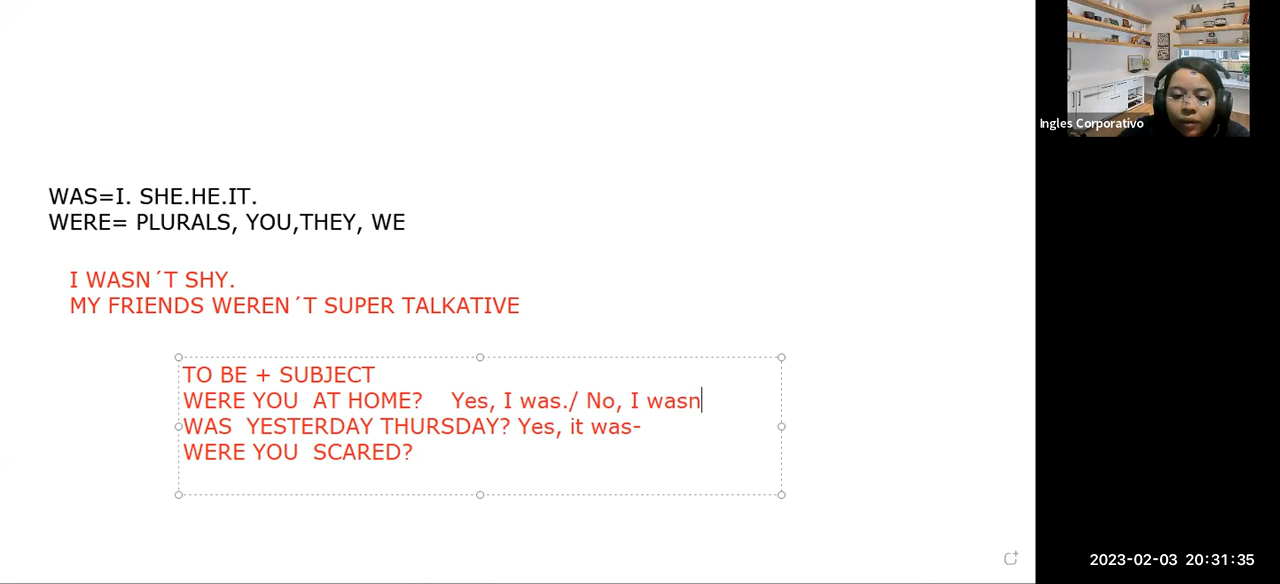 Ingles Corporativo
WAS=I. SHE.HE.IT.
WERE= PLURALS, YOU,THEY, WE
I WASN´T SHY.
MY FRIENDS WEREN´T SUPER TALKATIVE
TO BE + SUBJECT
WERE YOU  AT HOME?    Yes, I was./ No, I wasn
WAS  YESTERDAY THURSDAY? Yes, it was-
WERE YOU  SCARED?
2023-02-03 20:31:35